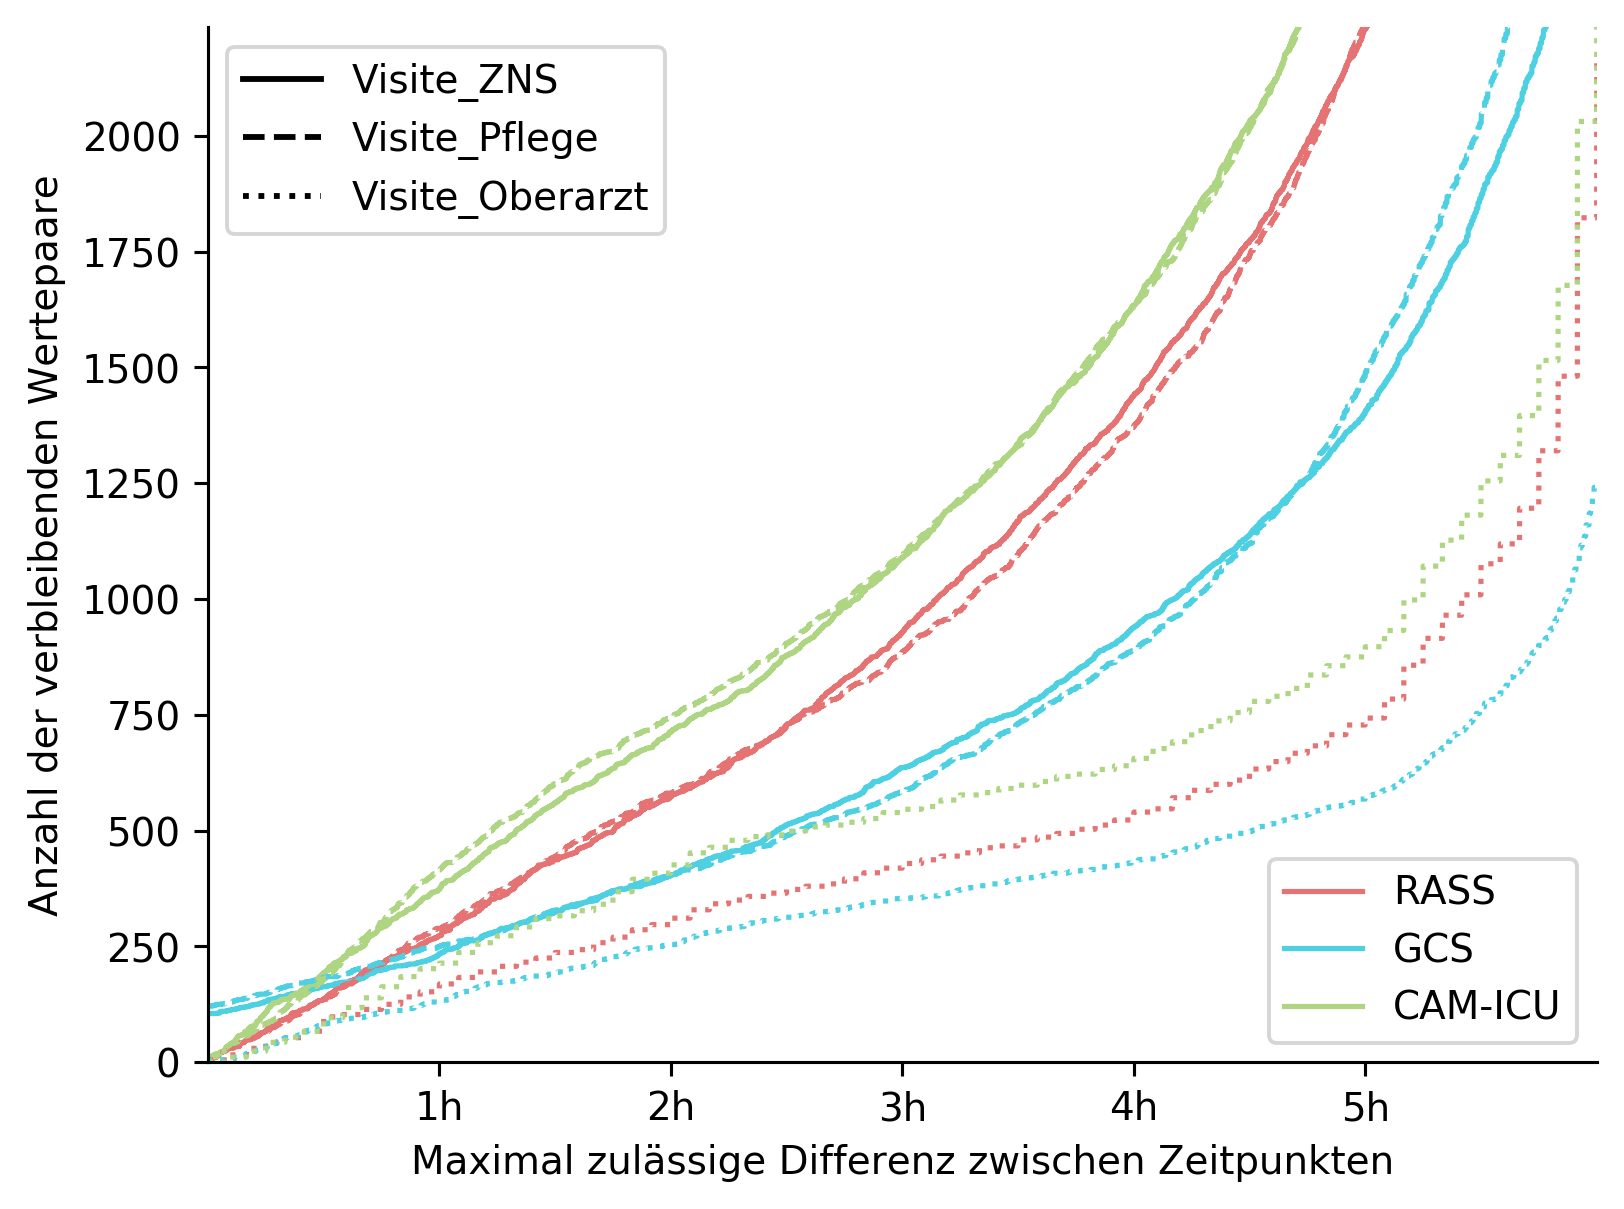 Visite_ZNS
Visite_Pflege
Visite_Oberarzt
Anzahl der verbleibenden Wertepaare
2000
1750
1500
1250
1000
750
500
250
0
RASS
GCS
CAM-ICU
1h 2h 3h 4h 5h
Maximal zulässige Differenz zwischen Zeitpunkten